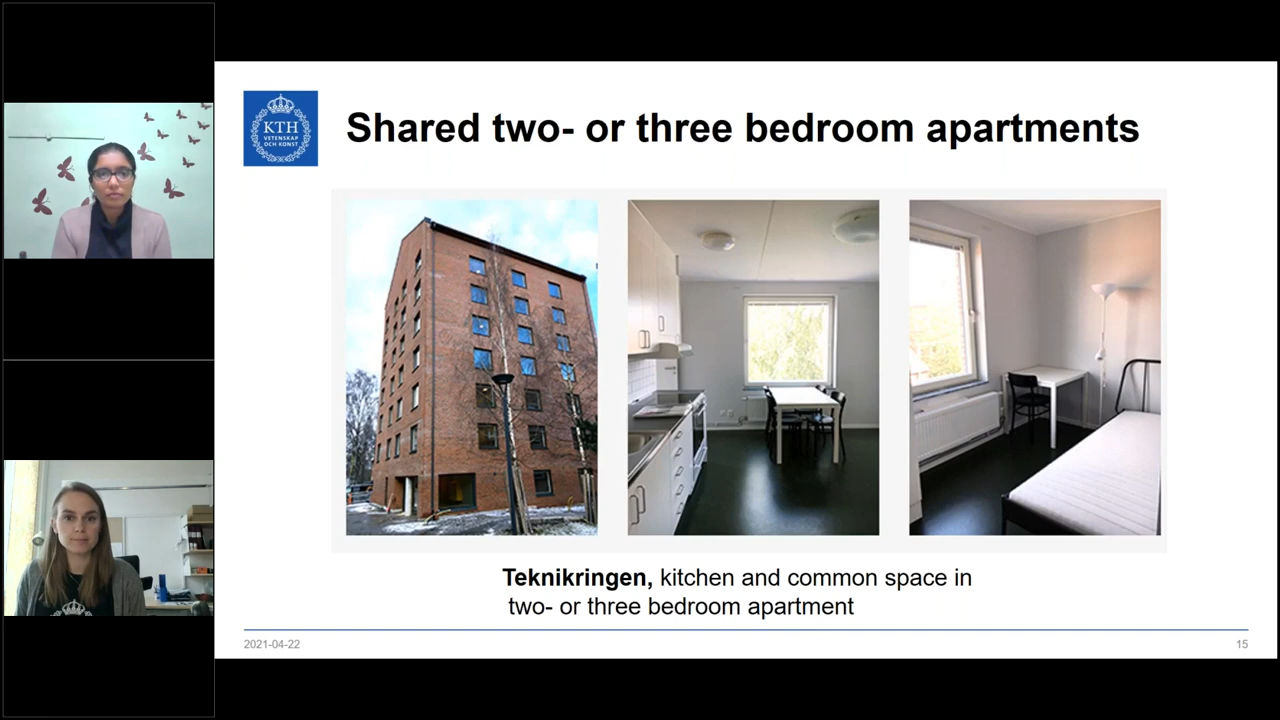 KTH
VETENSKAP
OCH KONST
Shared two- or three bedroom apartments
Teknikringen, kitchen and common space in
two- or three bedroom apartment
2021-04-22
15